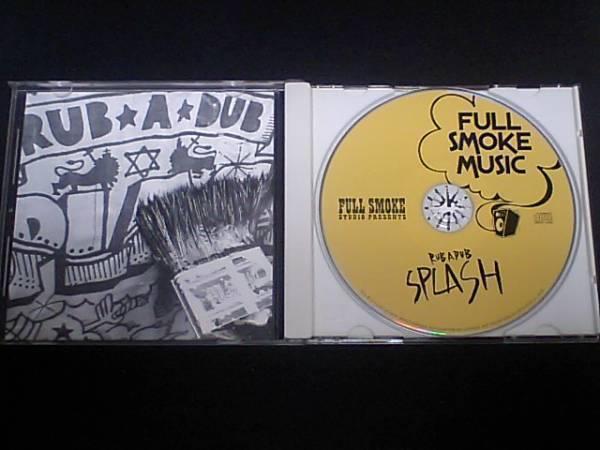 RUB★A★DUB
FULL
SMOKE
MUSIC
FULL SMOKE
STUDIO PRESENTS
RUB A DUB
SPLASH